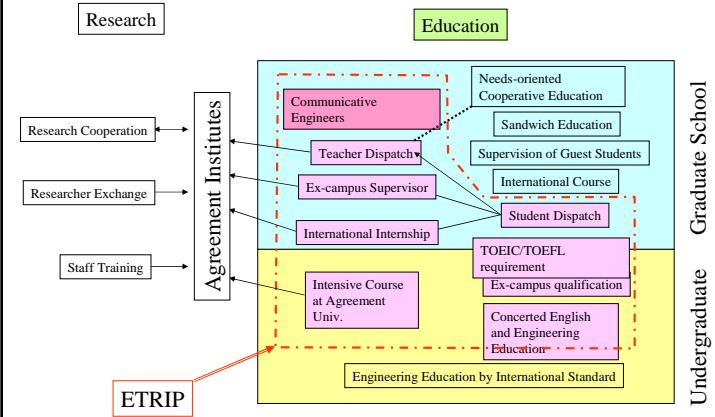 Research
Education
Needs-oriented
Cooperative Education
Communicative
Engineers
Sandwich Education
Research Cooperation
Teacher Dispatch
Supervision of Guest Students
International Course
Researcher Exchange
Ex-campus Supervisor
Student Dispatch
International Internship
Agreement Institutes
Graduate School
TOEIC/TOEFL
requirement
Ex-campus qualification
Staff Training
Intensive Course
at Agreement
Univ.
Concerted English
and Engineering
Education
Engineering Education by International Standard
Undergraduate
ETRIP